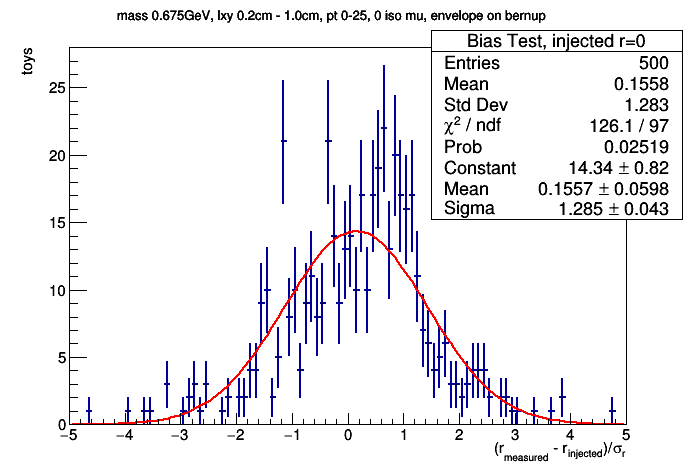 mass 0.675GeV, lxy 0.2cm - 1.0cm, pt 0-25, 0 iso mu, envelope on bernup
Bias Test, injected r=0
Entries 500
Mean 0.1558
Std Dev 1.283
χ² / ndf 126.1 / 97
Prob 0.02519
Constant 14.34 ± 0.82
Mean 0.1557 ± 0.0598
Sigma 1.285 ± 0.043
toys
25
20
15
10
5
0
−5 −4 −3 −2 −1 0 1 2 3 4 5
(r_measured - r_injected)/σ_r